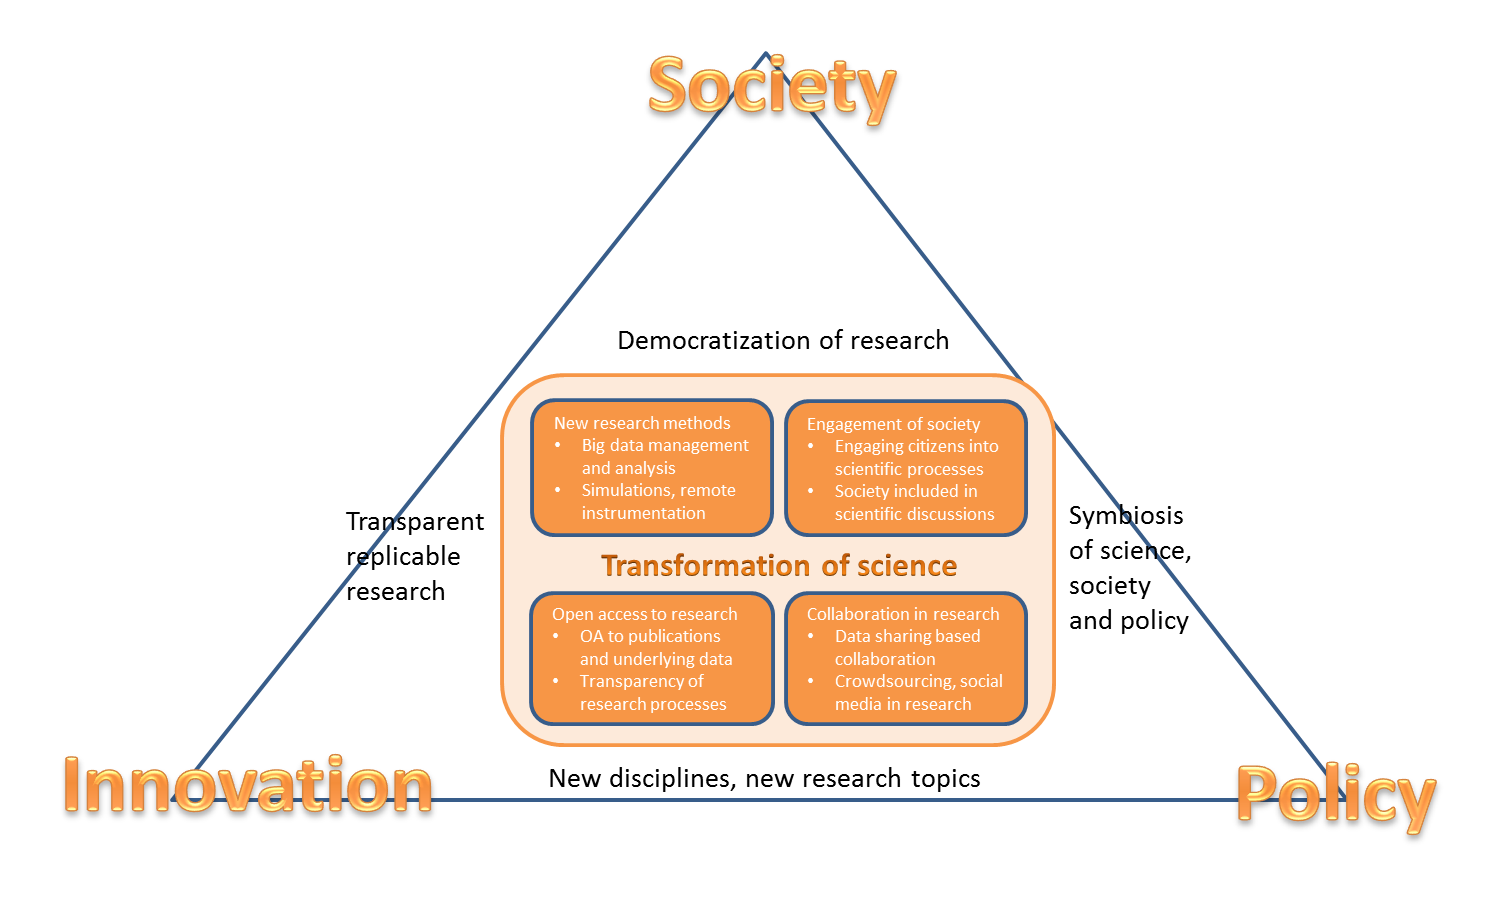 Society
Democratization of research
New research methods
• Big data management
and analysis
• Simulations, remote
instrumentation
Engagement of society
• Engaging citizens into
scientific processes
• Society included in
scientific discussions
Transparent
replicable
research
Transformation of science
Symbiosis
of science,
society
and policy
Open access to research
• OA to publications
and underlying data
• Transparency of
research processes
Collaboration in research
• Data sharing based
collaboration
• Crowdsourcing, social
media in research
Innovation
New disciplines, new research topics
Policy